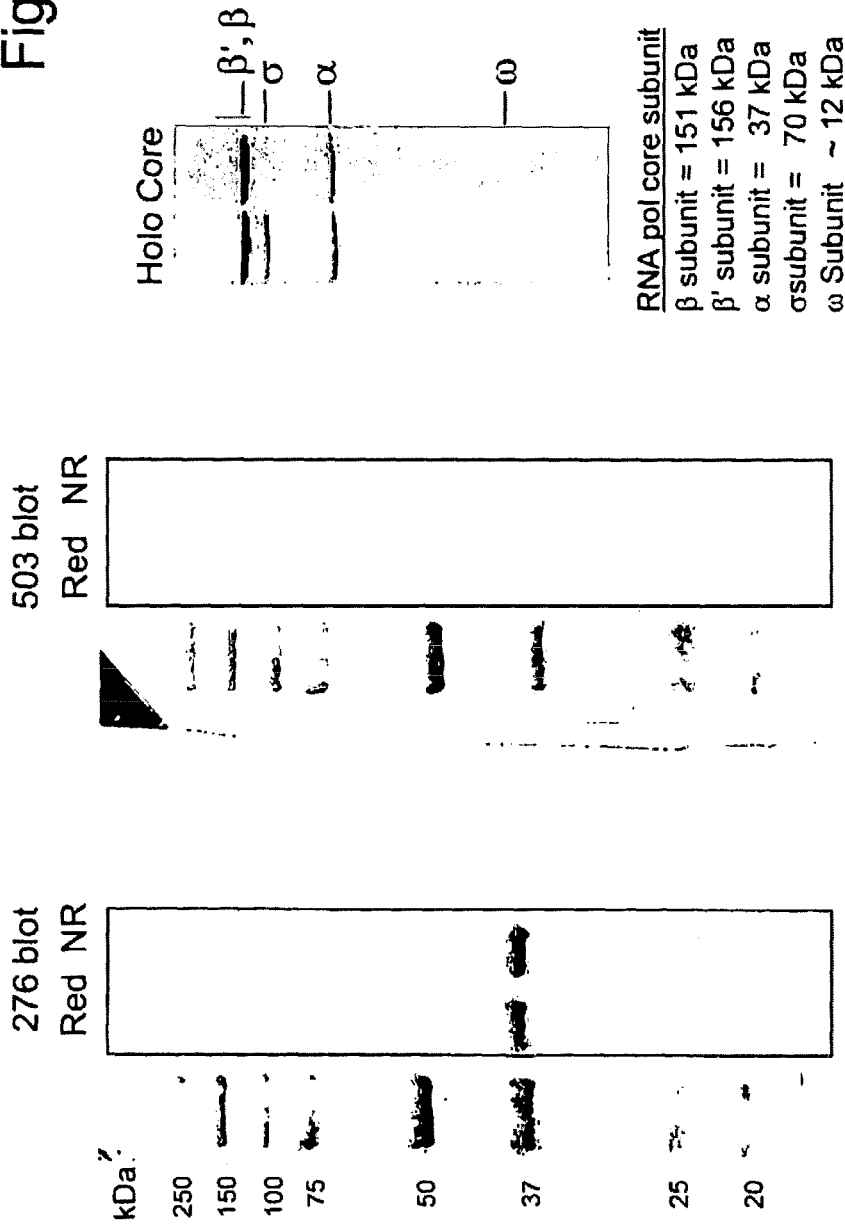 Fig
276 blot
Red NR
kDa
250
150
100
75
50
37
25
20
503 blot
Red NR
Holo Core
β', β
σ
α
ω
RNA pol core subunit
β subunit = 151 kDa
β' subunit = 156 kDa
α subunit = 37 kDa
σsubunit = 70 kDa
ω Subunit ~ 12 kDa